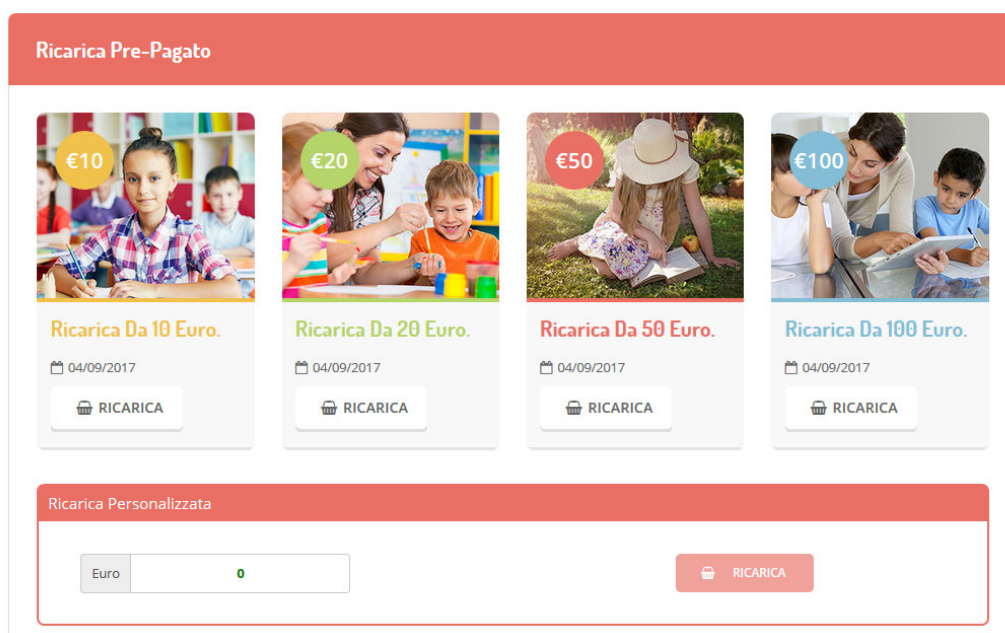 Ricarica Pre-Pagato
€10
€20
€50
€100
Ricarica Da 10 Euro.
Ricarica Da 20 Euro.
Ricarica Da 50 Euro.
Ricarica Da 100 Euro.
04/09/2017
04/09/2017
04/09/2017
04/09/2017
RICARICA
RICARICA
RICARICA
RICARICA
Ricarica Personalizzata
Euro
0
RICARICA